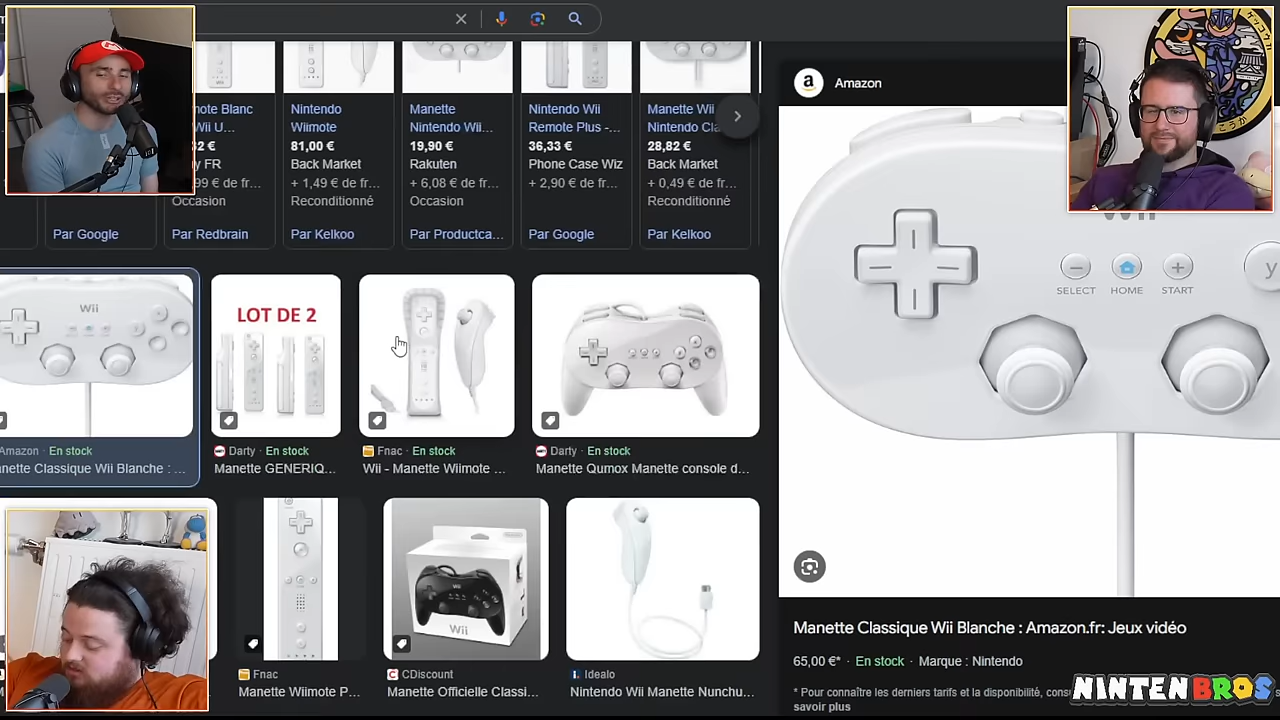 Amazon
ote Blanc
Wii U...
32 €
y FR
99 € de fr...
Occasion
Par Google
Par Redbrain
Nintendo
Wiimote
81,00 €
Back Market
+ 1,49 € de fr...
Reconditionné
Par Kelkoo
Manette
Nintendo Wii...
19,90 €
Rakuten
+ 6,08 € de fr...
Occasion
Par Productca...
Nintendo Wii
Remote Plus -...
36,33 €
Phone Case Wiz
+ 2,90 € de fr...
Par Google
Manette Wii
Nintendo Cla...
28,82 €
Back Market
+ 0,49 € de fr...
Reconditionné
Par Kelkoo
SELECT HOME START
y
Wii
LOT DE 2
Amazon · En stock
nette Classique Wii Blanche : ...
Darty · En stock
Manette GENERIQ...
Fnac · En stock
Wii - Manette Wiimote ...
Darty · En stock
Manette Qumox Manette console d...
Wii
Fnac
Manette Wiimote P...
CDiscount
Manette Officielle Classi...
Idealo
Nintendo Wii Manette Nunchu...
Manette Classique Wii Blanche : Amazon.fr: Jeux vidéo
65,00 €* · En stock · Marque : Nintendo
* Pour connaître les derniers tarifs et la disponibilité, cons
savoir plus
NINTENBROS